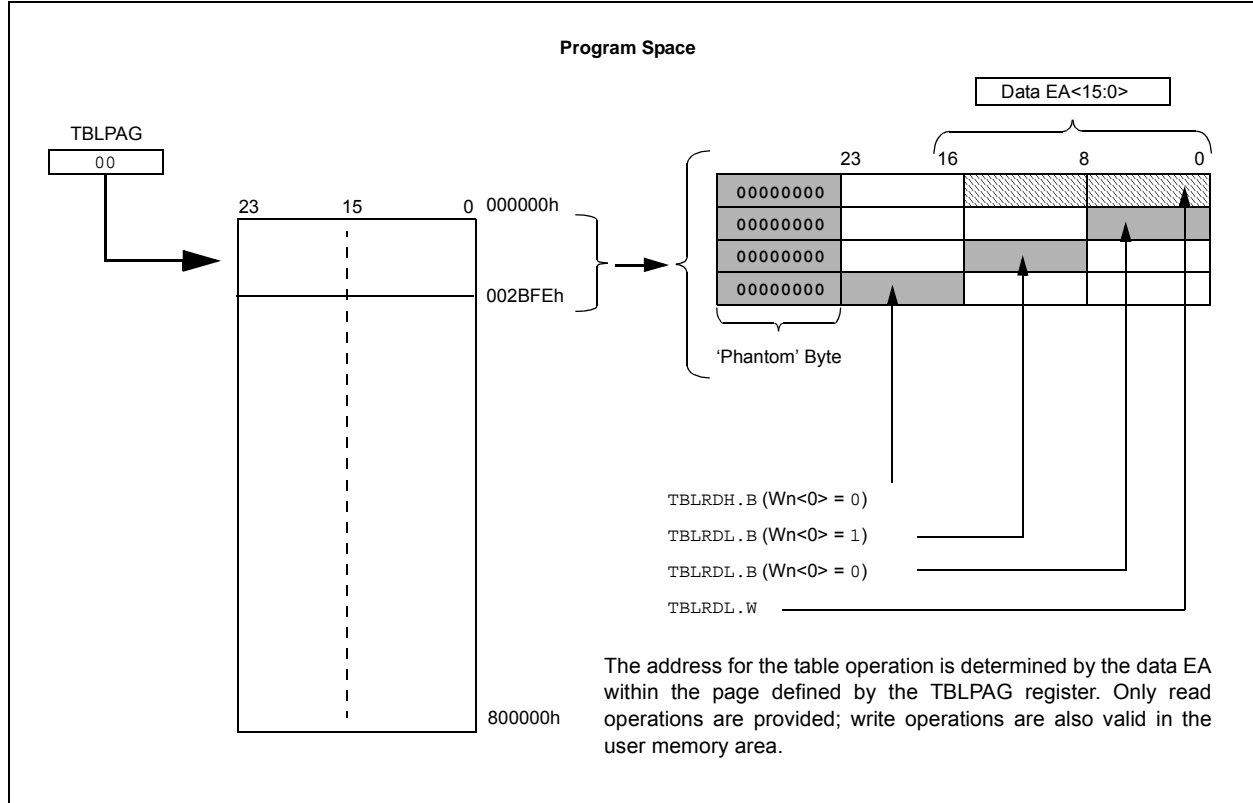 Program Space
Data EA<15:0>
TBLPAG
00
23 16 8 0
23 15 0
000000h
002BFEh
800000h
00000000
00000000
00000000
00000000
‘Phantom’ Byte
TBLRDH.B (Wn<0> = 0)
TBLRDL.B (Wn<0> = 1)
TBLRDL.B (Wn<0> = 0)
TBLRDL.W
The address for the table operation is determined by the data EA
within the page defined by the TBLPAG register. Only read
operations are provided; write operations are also valid in the
user memory area.